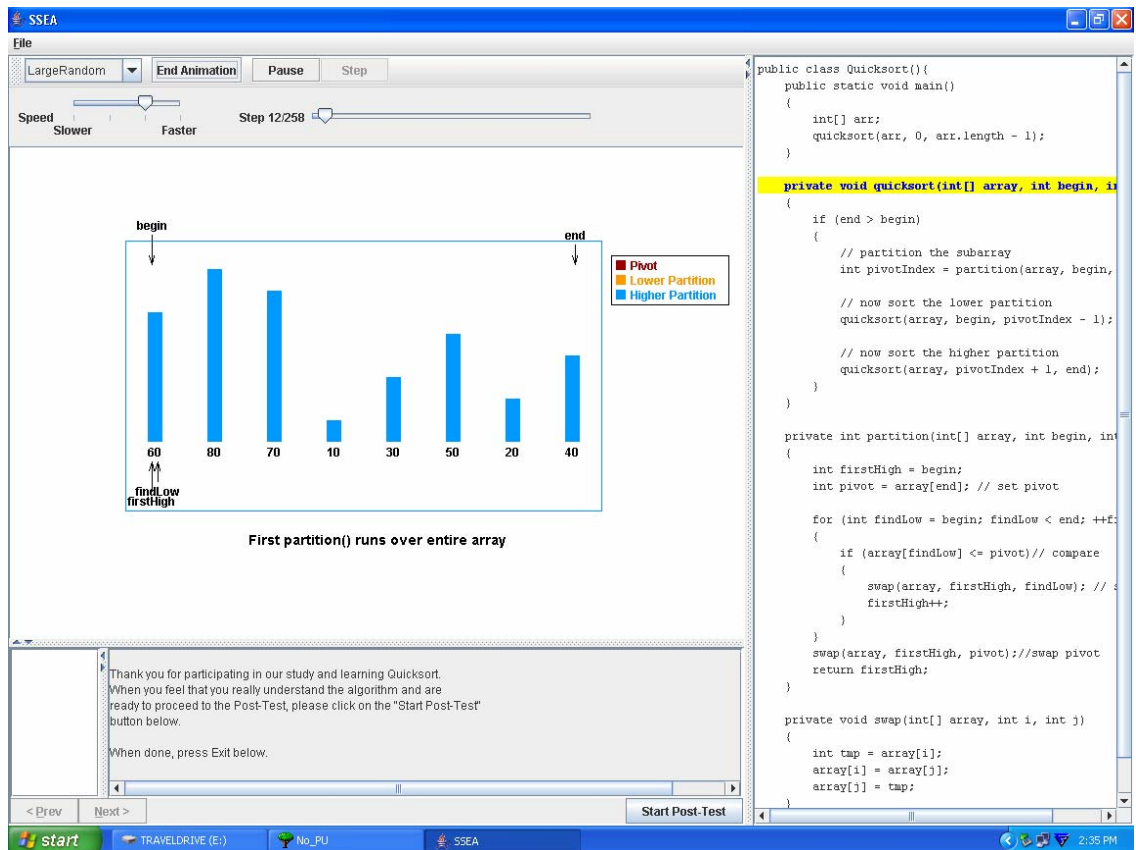 SSEA
File
LargeRandom End Animation Pause Step
Speed Slower Faster Step 12/258
begin
end
Pivot
Lower Partition
Higher Partition
60 80 70 10 30 50 20 40
findLow
firstHigh
First partition() runs over entire array
Thank you for participating in our study and learning Quicksort.
When you feel that you really understand the algorithm and are
ready to proceed to the Post-Test, please click on the "Start Post-Test"
button below.
When done, press Exit below.
< Prev Next > Start Post-Test
public class Quicksort(){
public static void main()
{
int[] arr;
quicksort(arr, 0, arr.length - 1);
}
private void quicksort(int[] array, int begin, in
{
if (end > begin)
{
// partition the subarray
int pivotIndex = partition(array, begin,
// now sort the lower partition
quicksort(array, begin, pivotIndex - 1);
// now sort the higher partition
quicksort(array, pivotIndex + 1, end);
}
}
private int partition(int[] array, int begin, int
{
int firstHigh = begin;
int pivot = array[end]; // set pivot
for (int findLow = begin; findLow < end; ++fi
{
if (array[findLow] <= pivot)// compare
{
swap(array, firstHigh, findLow); // s
firstHigh++;
}
}
swap(array, firstHigh, pivot);//swap pivot
return firstHigh;
}
private void swap(int[] array, int i, int j)
{
int tmp = array[i];
array[i] = array[j];
array[j] = tmp;
}
start TRAVELDRIVE (E:) No_PU SSEA 2:35 PM